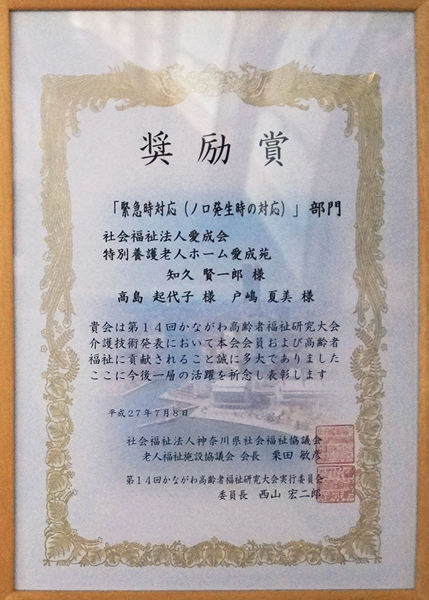 奨励賞
「緊急時対応(ノロ発生時の対応)」部門
社会福祉法人愛成会
特別養護老人ホーム愛成苑
知久 賢一郎 様
高島 起代子 様 戸嶋 夏美 様
貴会は第14回かながわ高齢者福祉研究大会
介護技術発表において本会会員および高齢者
福祉に貢献されること誠に多大でありました
ここに今後一層の活躍を祈念し表彰します
平成27年7月8日
社会福祉法人神奈川県社会福祉協議会
老人福祉施設協議会 会長 栗田 敏彦
第14回かながわ高齢者福祉研究大会実行委員会
委員長 西山 宏二郎